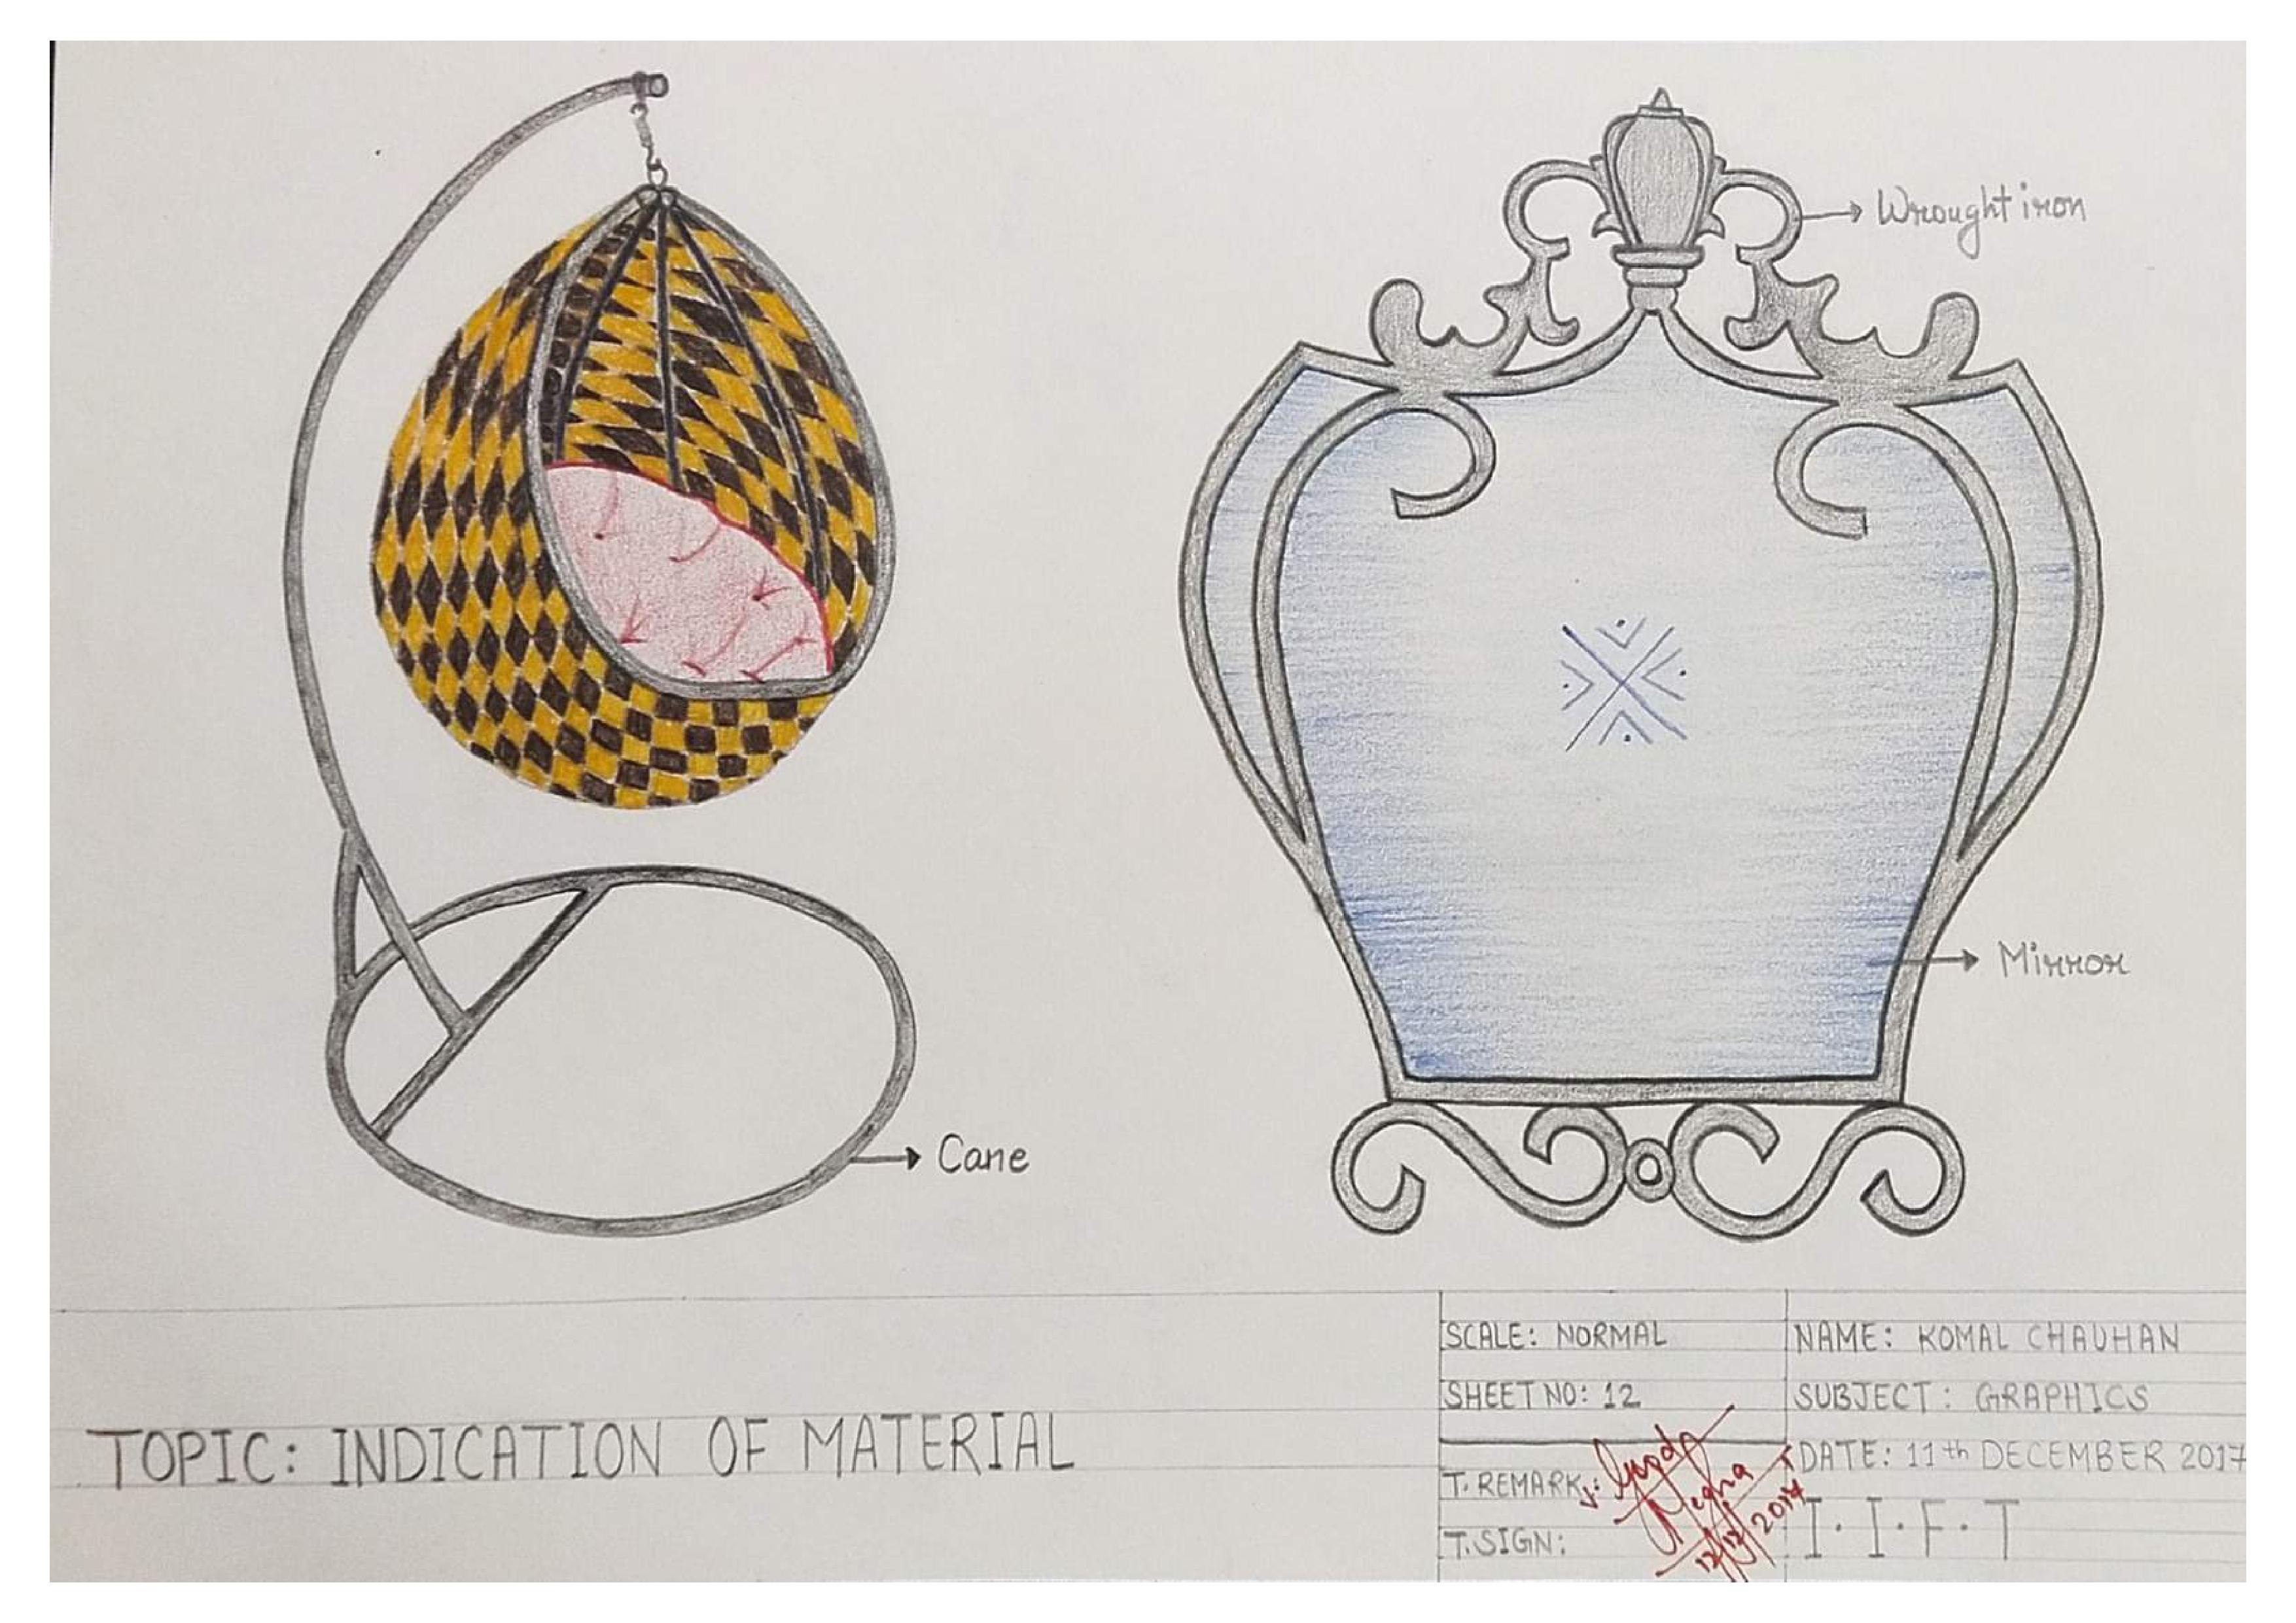 Wrought iron
Mirror
Cane
TOPIC: INDICATION OF MATERIAL
SCALE: NORMAL
SHEET NO: 12
T. REMARK: V. Good
T. SIGN: Megha
12/12/2017
NAME: KOMAL CHAUHAN
SUBJECT: GRAPHICS
DATE: 11th DECEMBER 2017
I.I.F.T